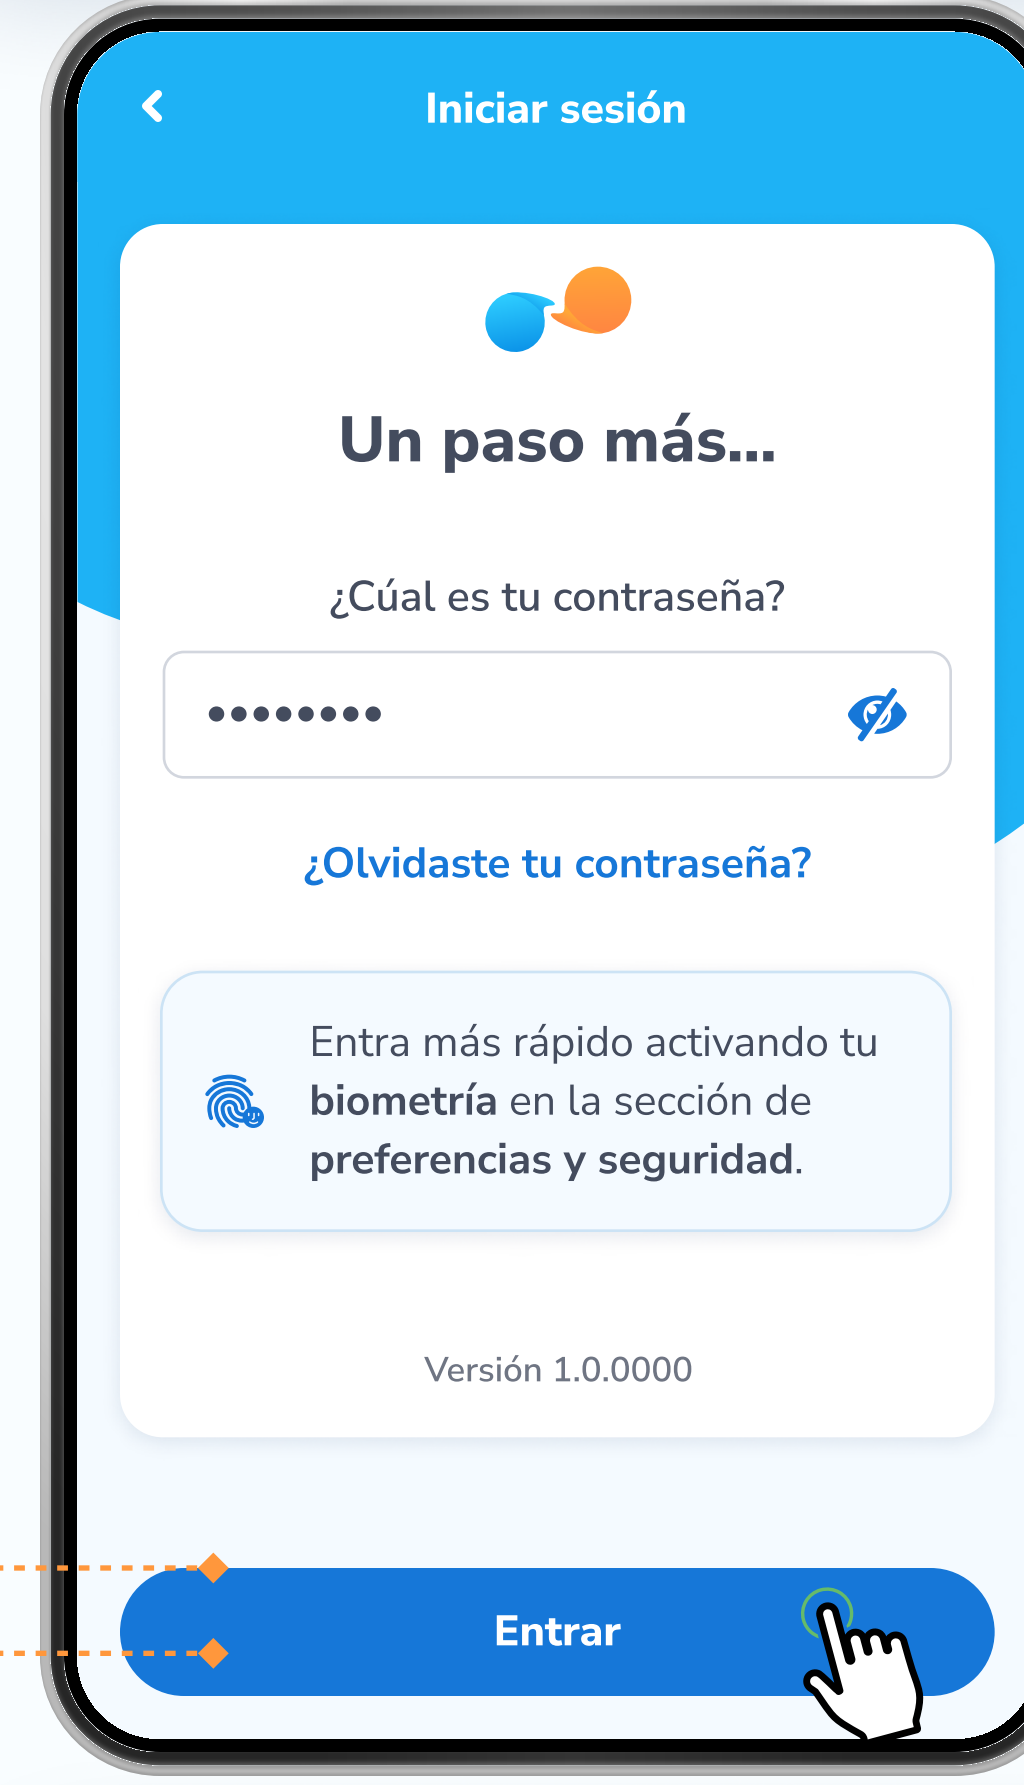 Iniciar sesión
Un paso más...
¿Cúal es tu contraseña?
••••••••
¿Olvidaste tu contraseña?
Entra más rápido activando tu
biometría en la sección de
preferencias y seguridad.
Versión 1.0.0000
Entrar